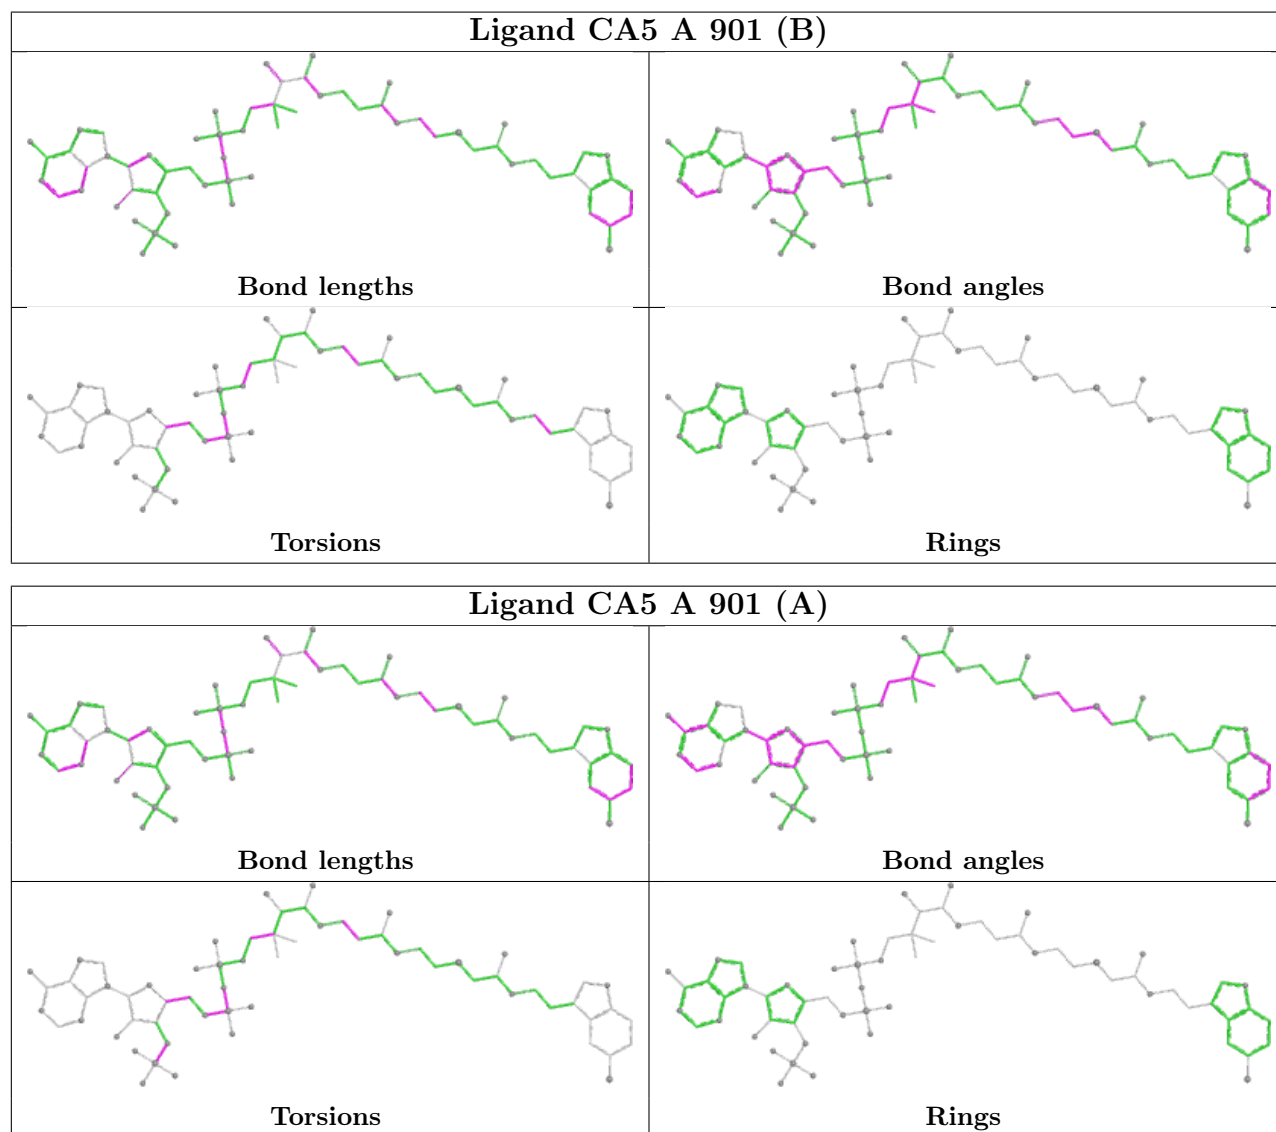 Ligand CA5 A 901 (B)
Bond lengths
Bond angles
Torsions
Rings
Ligand CA5 A 901 (A)
Bond lengths
Bond angles
Torsions
Rings